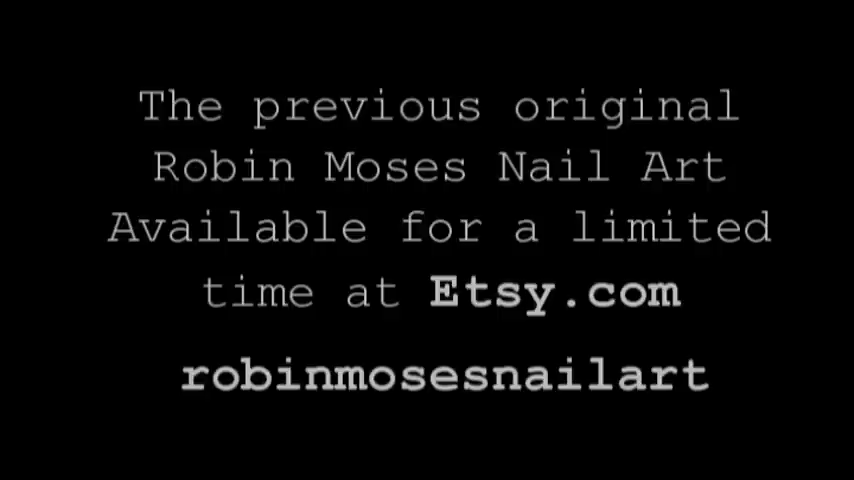 The previous original
Robin Moses Nail Art
Available for a limited
time at Etsy.com
robinmosesnailart